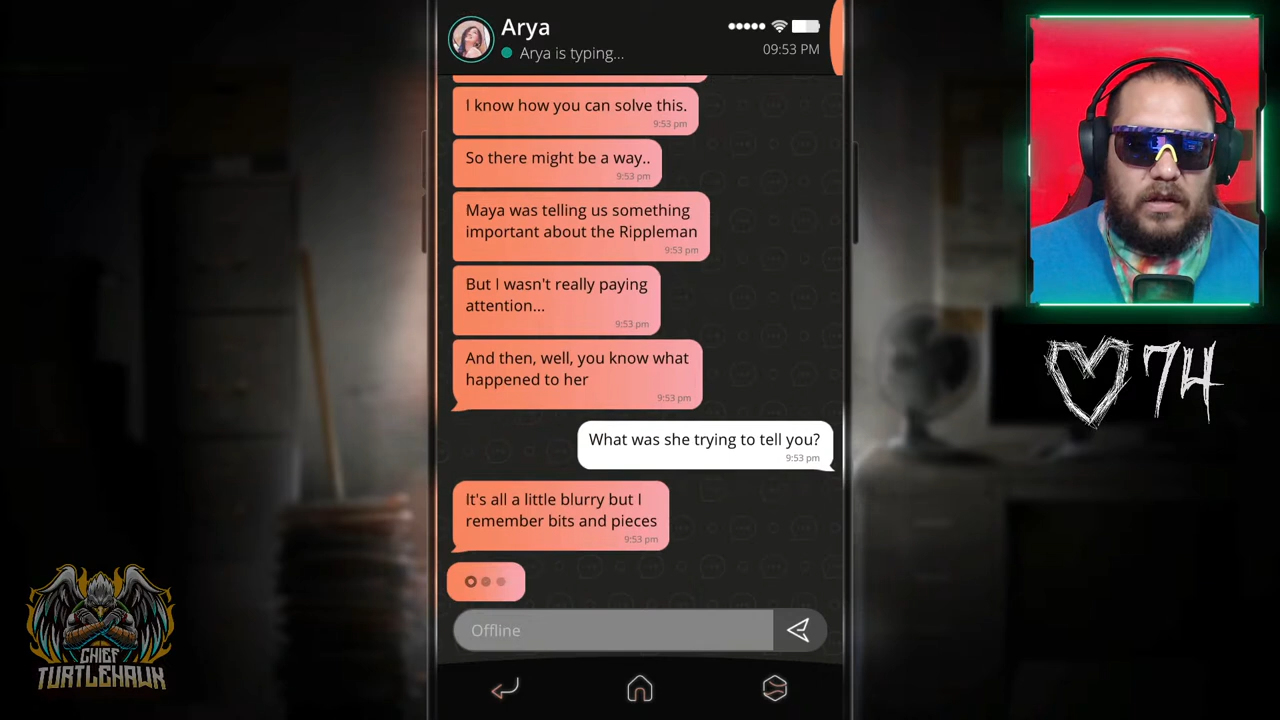 Arya
Arya is typing...
09:53 PM
I know how you can solve this.
9:53 pm
So there might be a way..
9:53 pm
Maya was telling us something
important about the Rippleman
9:53 pm
But I wasn't really paying
attention...
9:53 pm
And then, well, you know what
happened to her
9:53 pm
What was she trying to tell you?
9:53 pm
It's all a little blurry but I
remember bits and pieces
9:53 pm
Offline
74
CHIEF
TURTLEHAWK